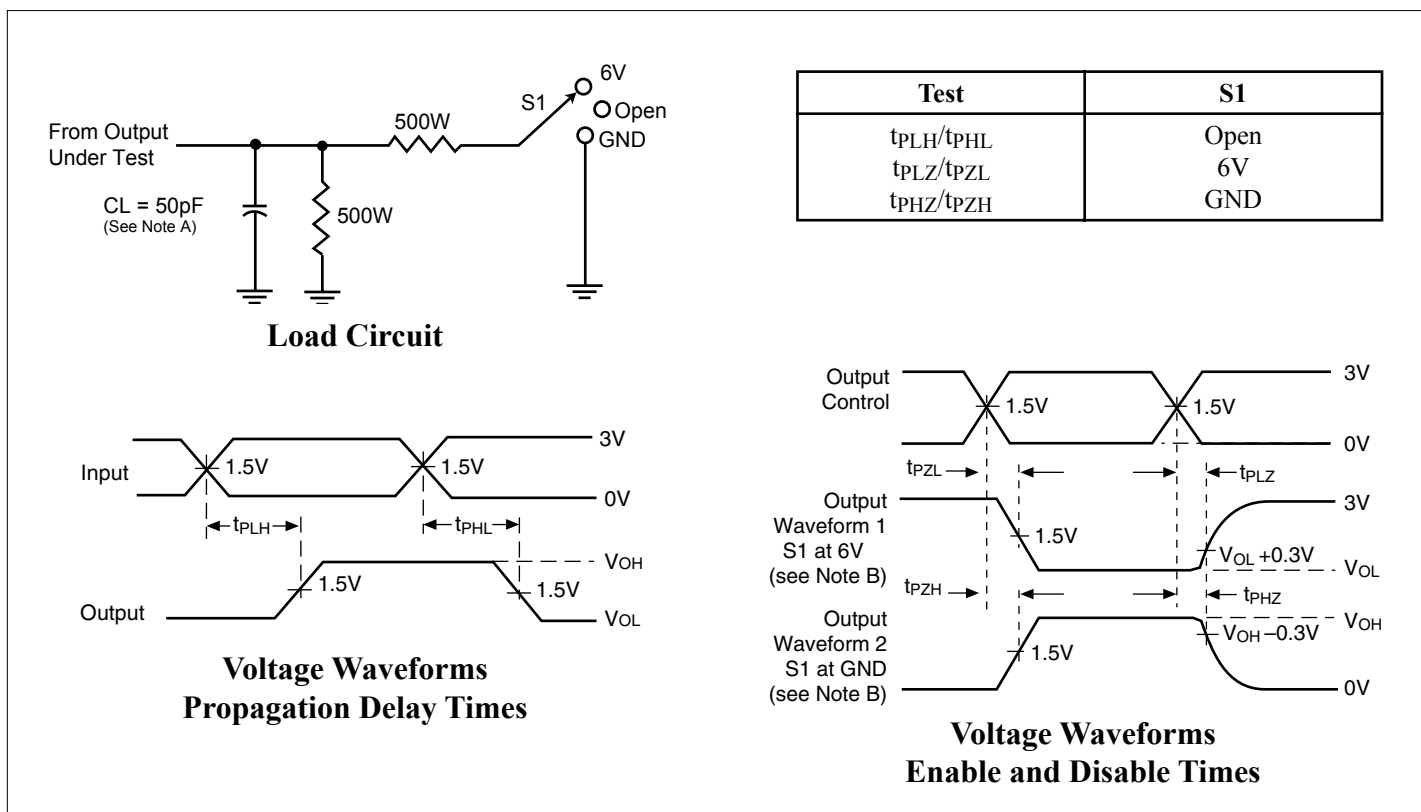 6V
S1
Open
GND
500W
From Output
Under Test
CL = 50pF
(See Note A)
500W
Load Circuit
Test S1
tPLH/tPHL Open
tPLZ/tPZL 6V
tPHZ/tPZH GND
Input
1.5V
1.5V
3V
0V
tPLH
tPHL
Output
1.5V
1.5V
VOH
VOL
Voltage Waveforms
Propagation Delay Times
Output
Control
1.5V
1.5V
3V
0V
tPZL
tPLZ
Output
Waveform 1
S1 at 6V
(see Note B)
1.5V
3V
VOL +0.3V
VOL
tPZH
tPHZ
Output
Waveform 2
S1 at GND
(see Note B)
1.5V
VOH
VOH –0.3V
0V
Voltage Waveforms
Enable and Disable Times